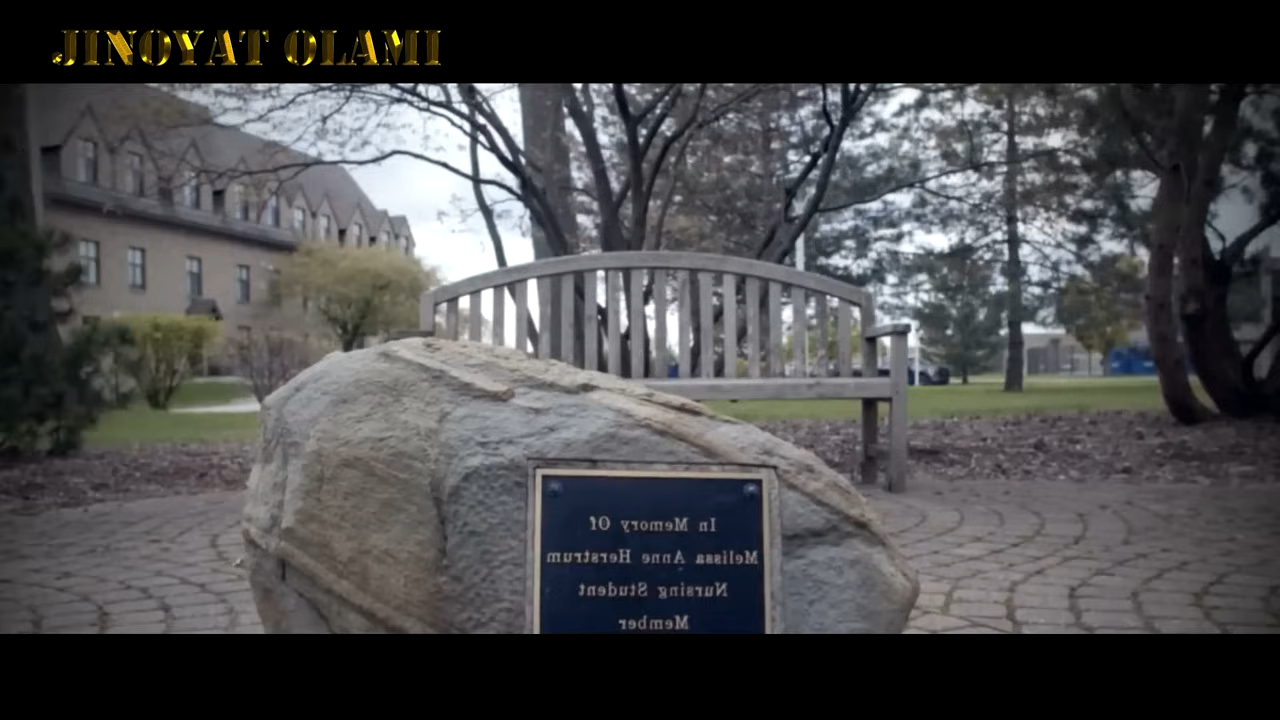 JINOYAT OLAMI
In Memory Of
Melissa Anne Herstrum
Nursing Student
Member